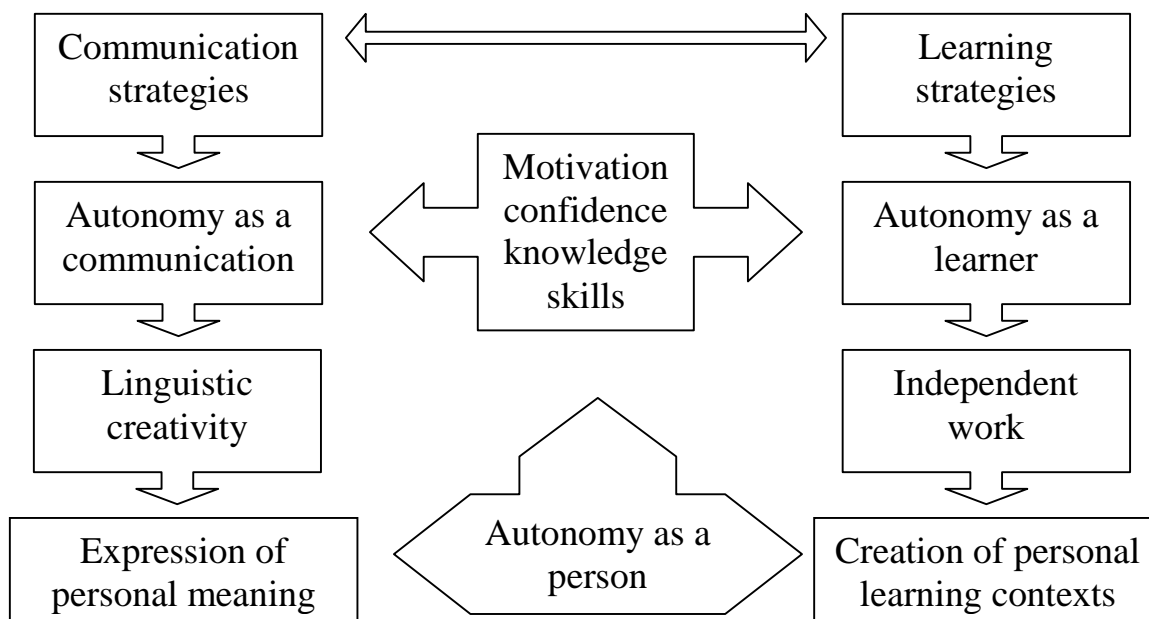 Communication
strategies
Learning
strategies
Motivation
confidence
knowledge
skills
Autonomy as a
communication
Autonomy as a
learner
Linguistic
creativity
Independent
work
Autonomy as a
person
Expression of
personal meaning
Creation of personal
learning contexts